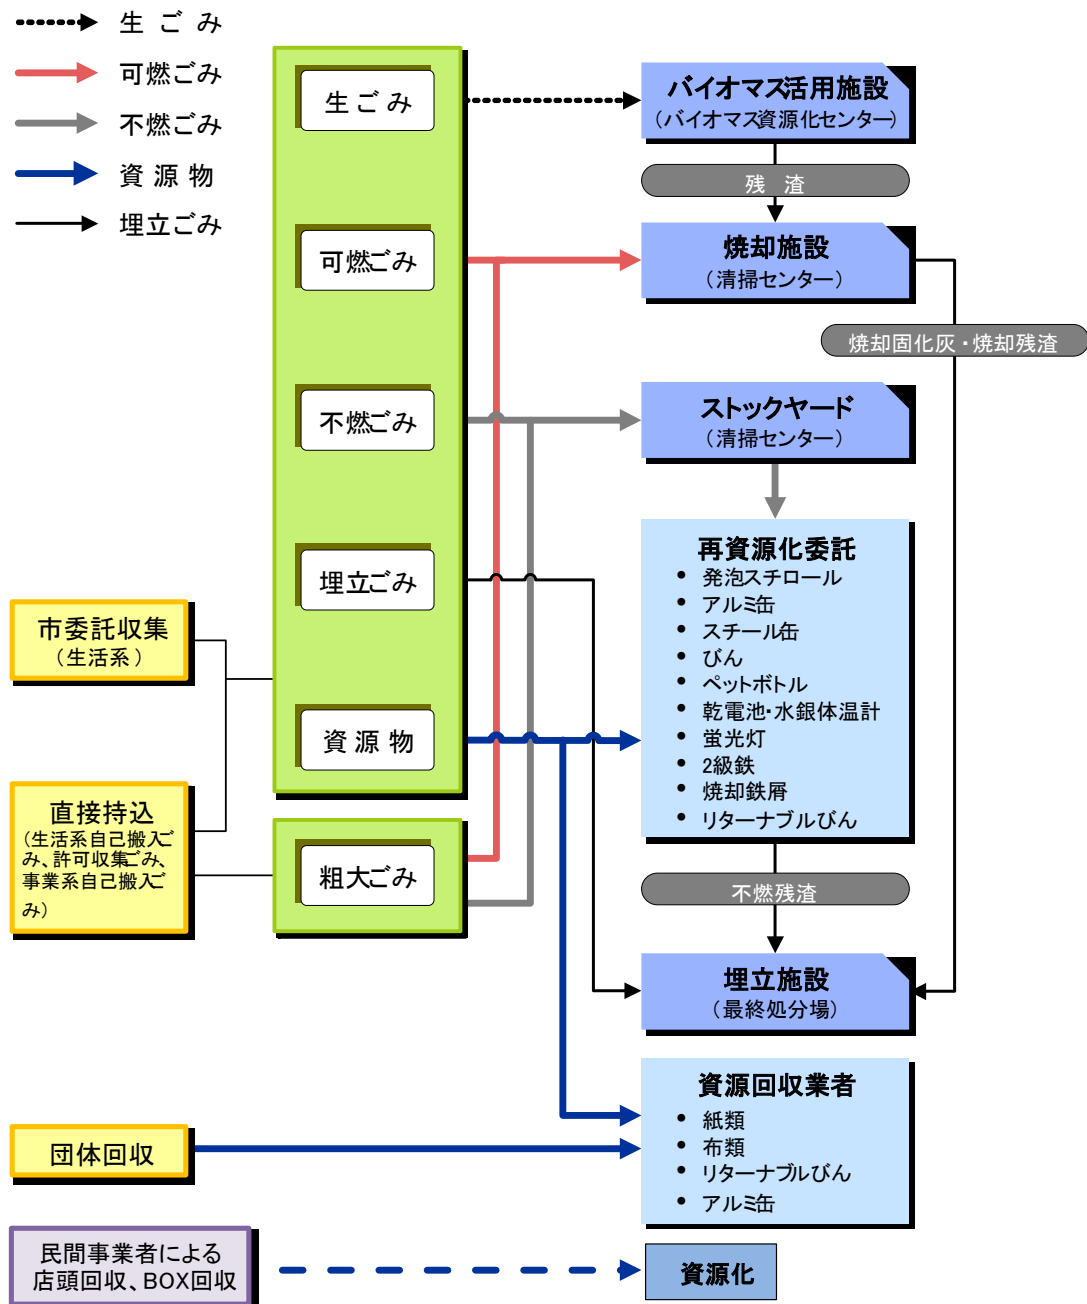 生ごみ
可燃ごみ
不燃ごみ
資源物
埋立ごみ
生ごみ
可燃ごみ
不燃ごみ
埋立ごみ
資源物
粗大ごみ
市委託収集
（生活系）
直接持込
（生活系自己搬入ご
み、許可収集ごみ、
事業系自己搬入ご
み）
団体回収
民間事業者による
店頭回収、BOX回収
バイオマス活用施設
（バイオマス資源化センター）
残渣
焼却施設
（清掃センター）
焼却固化灰・焼却残渣
ストックヤード
（清掃センター）
再資源化委託
• 発泡スチロール
• アルミ缶
• スチール缶
• びん
• ペットボトル
• 乾電池・水銀体温計
• 蛍光灯
• 2級鉄
• 焼却鉄屑
• リターナブルびん
不燃残渣
埋立施設
（最終処分場）
資源回収業者
• 紙類
• 布類
• リターナブルびん
• アルミ缶
資源化